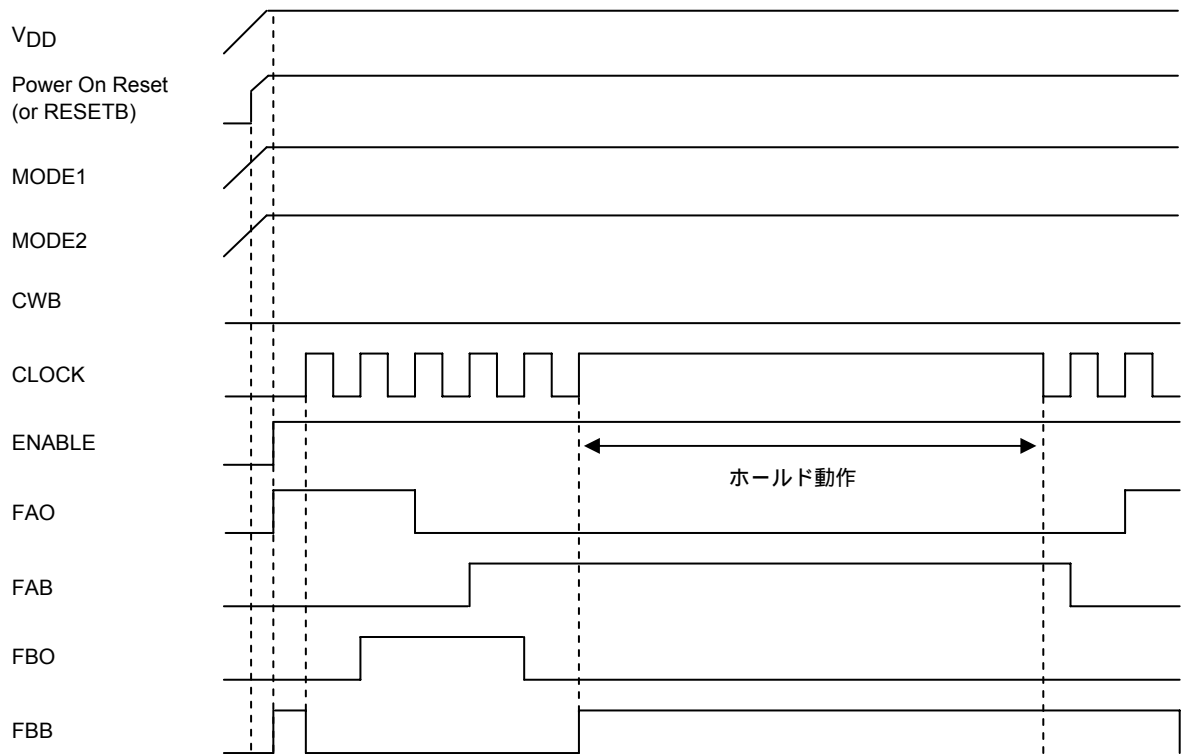 VDD
Power On Reset
(or RESETB)
MODE1
MODE2
CWB
CLOCK
ENABLE
ホールド動作
FAO
FAB
FBO
FBB